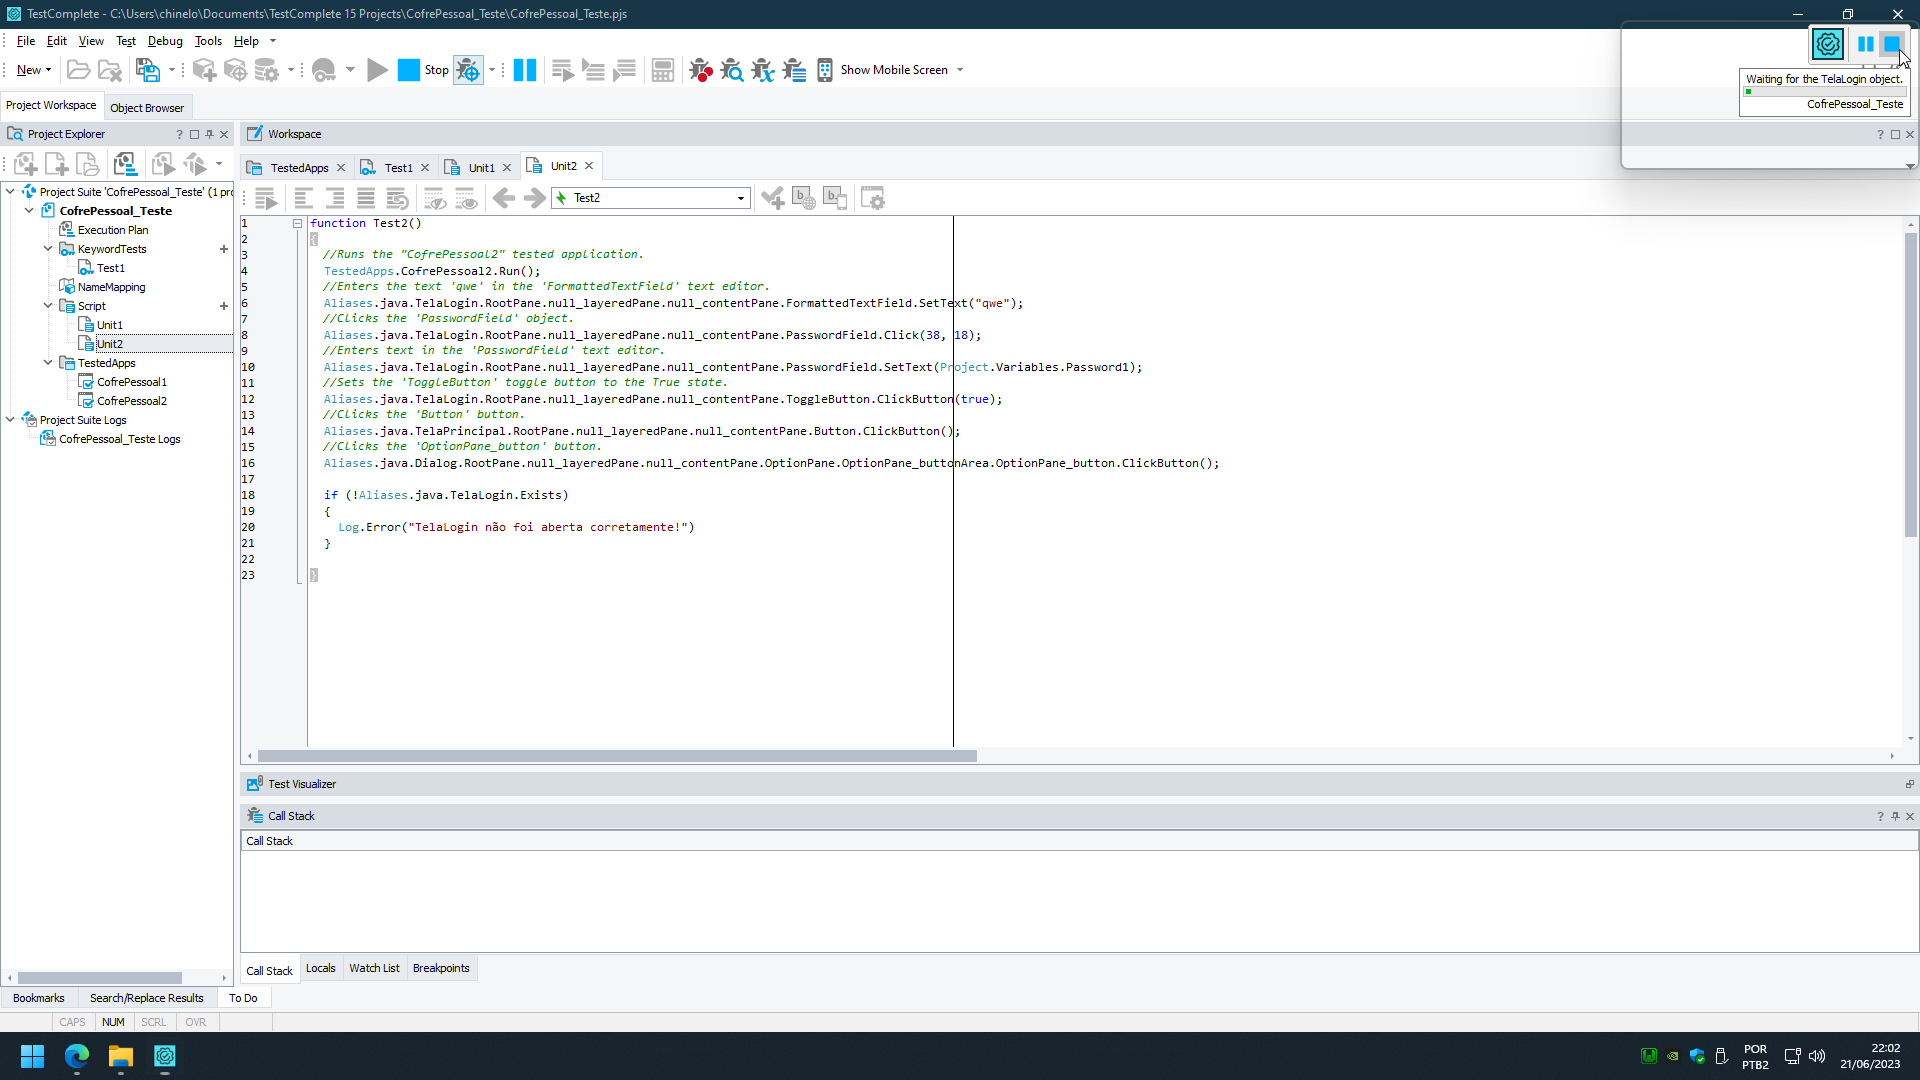 TestComplete - C:\Users\chinelo\Documents\TestComplete 15 Projects\CofrePessoal_Teste\CofrePessoal_Teste.pjs
File Edit View Test Debug Tools Help
New Stop Show Mobile Screen
Waiting for the TelaLogin object.
CofrePessoal_Teste
Project Workspace Object Browser
Project Explorer
Workspace
TestedApps Test1 Unit1 Unit2
Test2
Project Suite 'CofrePessoal_Teste' (1 pro
CofrePessoal_Teste
Execution Plan
KeywordTests
Test1
NameMapping
Script
Unit1
Unit2
TestedApps
CofrePessoal1
CofrePessoal2
Project Suite Logs
CofrePessoal_Teste Logs
1 function Test2()
2 {
3 //Runs the "CofrePessoal2" tested application.
4 TestedApps.CofrePessoal2.Run();
5 //Enters the text 'qwe' in the 'FormattedTextField' text editor.
6 Aliases.java.TelaLogin.RootPane.null_layeredPane.null_contentPane.FormattedTextField.SetText("qwe");
7 //Clicks the 'PasswordField' object.
8 Aliases.java.TelaLogin.RootPane.null_layeredPane.null_contentPane.PasswordField.Click(38, 18);
9 //Enters text in the 'PasswordField' text editor.
10 Aliases.java.TelaLogin.RootPane.null_layeredPane.null_contentPane.PasswordField.SetText(Project.Variables.Password1);
11 //Sets the 'ToggleButton' toggle button to the True state.
12 Aliases.java.TelaLogin.RootPane.null_layeredPane.null_contentPane.ToggleButton.ClickButton(true);
13 //Clicks the 'Button' button.
14 Aliases.java.TelaPrincipal.RootPane.null_layeredPane.null_contentPane.Button.ClickButton();
15 //Clicks the 'OptionPane_button' button.
16 Aliases.java.Dialog.RootPane.null_layeredPane.null_contentPane.OptionPane.OptionPane_buttonArea.OptionPane_button.ClickButton();
17
18 if (!Aliases.java.TelaLogin.Exists)
19 {
20 Log.Error("TelaLogin não foi aberta corretamente!")
21 }
22
23 }
Test Visualizer
Call Stack
Call Stack
Call Stack Locals Watch List Breakpoints
Bookmarks Search/Replace Results To Do
CAPS NUM SCRL OVR
POR
PTB2
22:02
21/06/2023